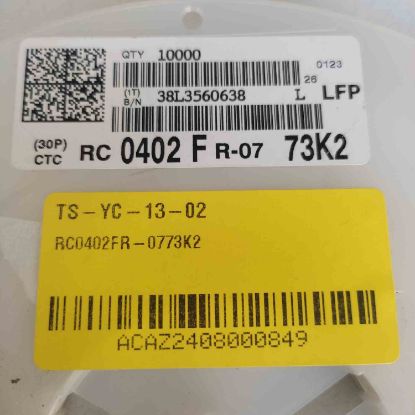 QTY 10000
0123
26
(1T)
B/N 38L3560638 L LFP
(30P)
CTC RC 0402 F R-07 73K2
TS-YC-13-02
RC0402FR-0773K2
ACAZ2408000849